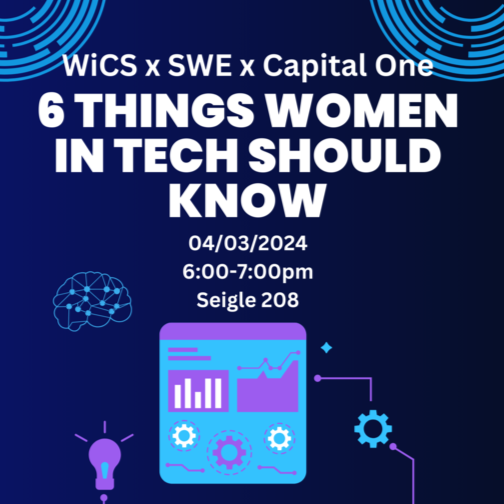 WiCS x SWE x Capital One
6 THINGS WOMEN
IN TECH SHOULD
KNOW
04/03/2024
6:00-7:00pm
Seigle 208